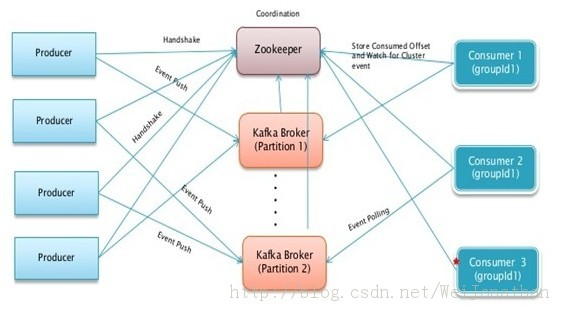 Coordination
Producer
Handshake
Zookeeper
Store Consumed Offset
and Watch for Cluster
event
Consumer 1
(groupId1)
Event Push
Producer
Handshake
Kafka Broker
(Partition 1)
Consumer 2
(groupId1)
Producer
Event Push
Event Polling
Event Push
Producer
Kafka Broker
(Partition 2)
Consumer 3
(groupId1)
http://blog.csdn.net/WeiJonathan